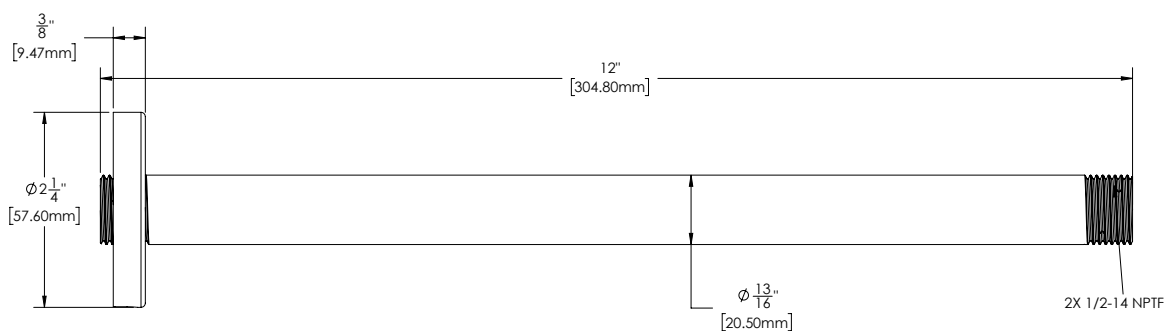 3/8"
[9.47mm]
12"
[304.80mm]
⌀2 1/4"
[57.60mm]
⌀ 13/16"
[20.50mm]
2X 1/2-14 NPTF